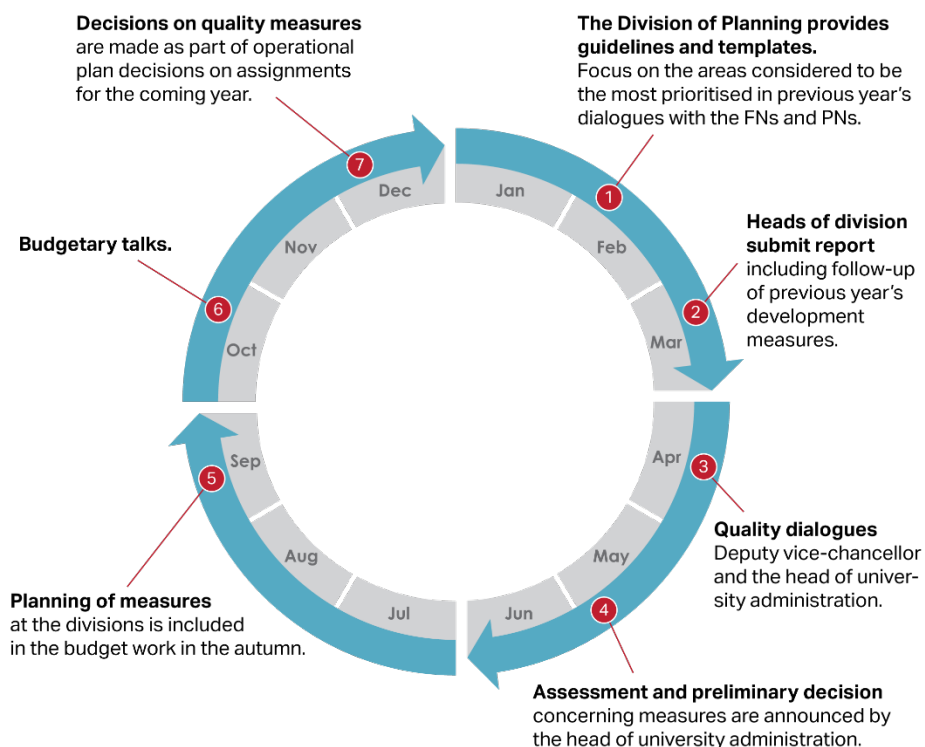 Decisions on quality measures
are made as part of operational
plan decisions on assignments
for the coming year.
The Division of Planning provides
guidelines and templates.
Focus on the areas considered to be
the most prioritised in previous year's
dialogues with the FNs and PNs.
7
Dec
Jan
1
Budgetary talks.
Nov
Feb
Heads of division
submit report
including follow-up
of previous year's
development
measures.
6
2
Oct
Mar
Sep
Apr
5
3
Quality dialogues
Deputy vice-chancellor
and the head of univer-
sity administration.
Aug
May
Planning of measures
at the divisions is included
in the budget work in the autumn.
Jul
Jun
4
Assessment and preliminary decision
concerning measures are announced by
the head of university administration.